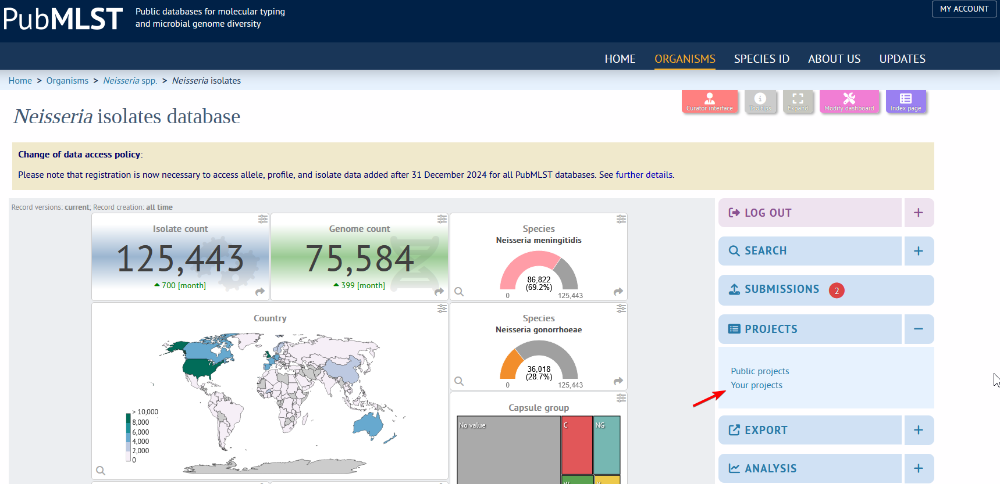 PubMLST
Public databases for molecular typing
and microbial genome diversity
MY ACCOUNT
HOME
ORGANISMS
SPECIES ID
ABOUT US
UPDATES
Home > Organisms > Neisseria spp. > Neisseria isolates
Curator interface
Tooltips
Expand
Modify dashboard
Index page
Neisseria isolates database
Change of data access policy:
Please note that registration is now necessary to access allele, profile, and isolate data added after 31 December 2024 for all PubMLST databases. See further details.
Record versions: current; Record creation: all time
Isolate count
125,443
700 [month]
Genome count
75,584
399 [month]
Species
Neisseria meningitidis
86,822
(69.2%)
0
125,443
Country
> 10,000
8,000
6,000
4,000
2,000
0
Species
Neisseria gonorrhoeae
36,018
(28.7%)
0
125,443
Capsule group
No value
C
NG
W
Y
LOG OUT
+
SEARCH
+
SUBMISSIONS 2
PROJECTS
−
Public projects
Your projects
EXPORT
+
ANALYSIS
+